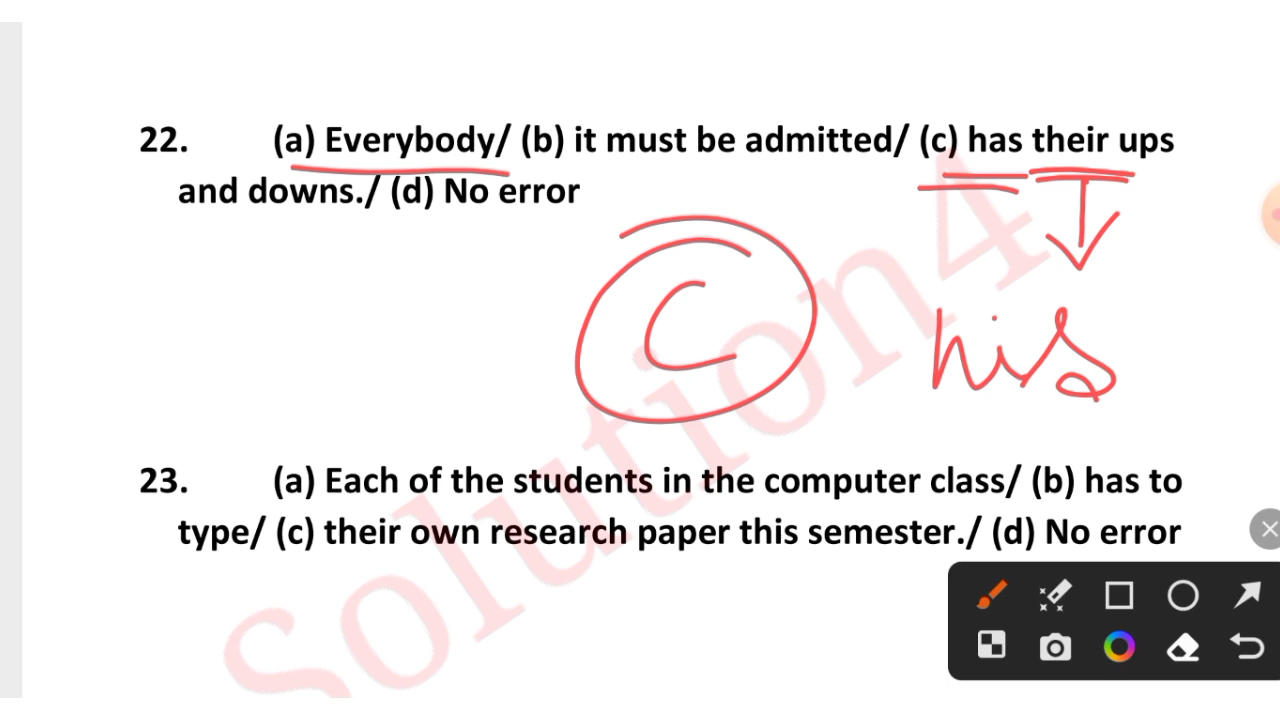 22. (a) Everybody/ (b) it must be admitted/ (c) has their ups
and downs./ (d) No error
C
his
23. (a) Each of the students in the computer class/ (b) has to
type/ (c) their own research paper this semester./ (d) No error
Solution4